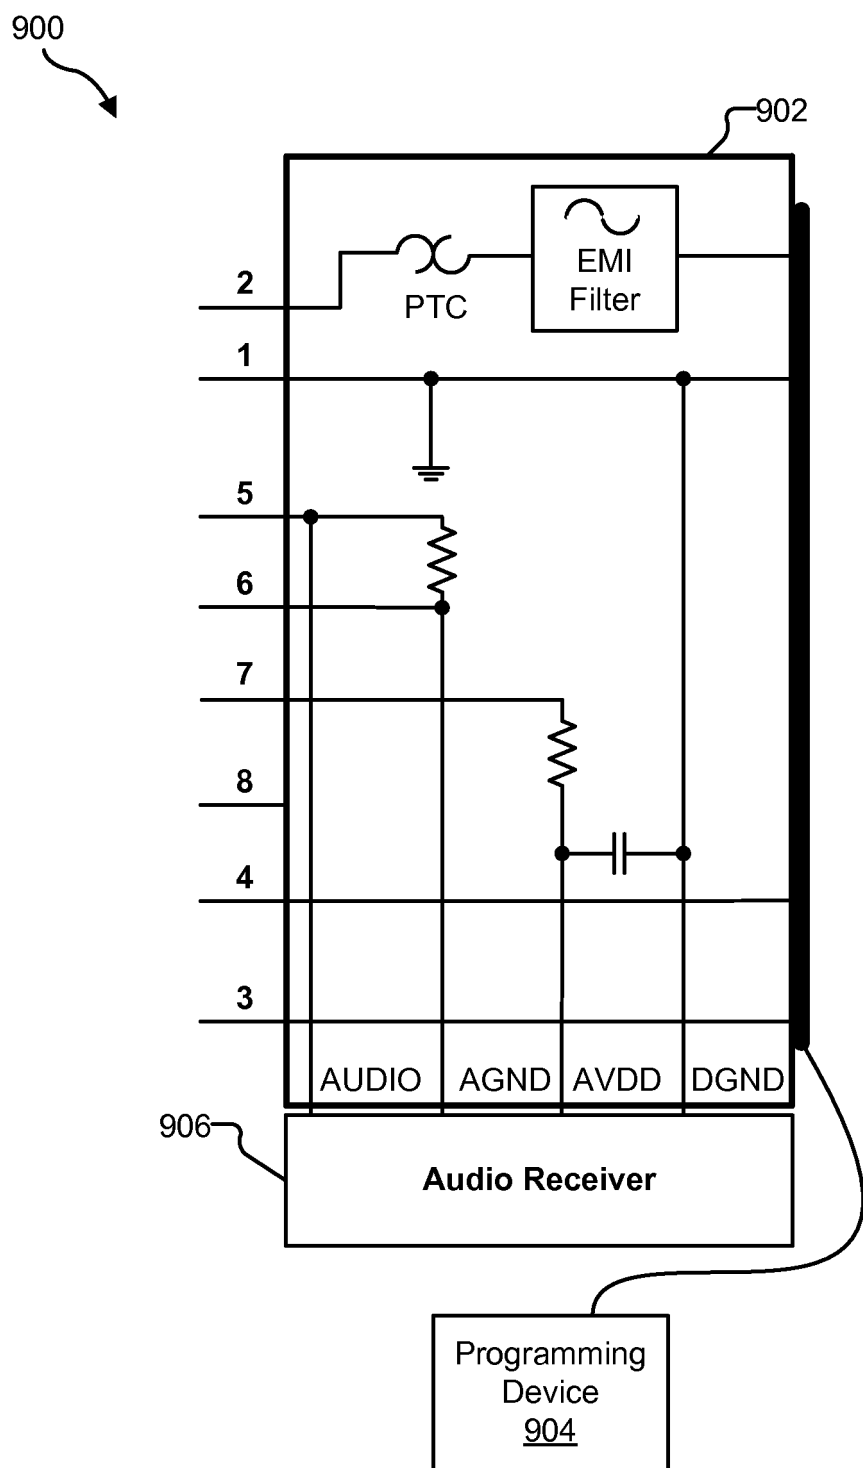 900
902
EMI
Filter
PTC
2
1
5
6
7
8
4
3
AUDIO AGND AVDD DGND
906
Audio Receiver
Programming
Device
904